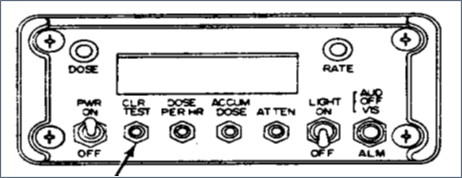 DOSE
RATE
PWR
ON
OFF
CLR
TEST
DOSE
PER HR
ACCUM
DOSE
ATTEN
LIGHT
ON
OFF
AUD
OFF
VIS
ALM